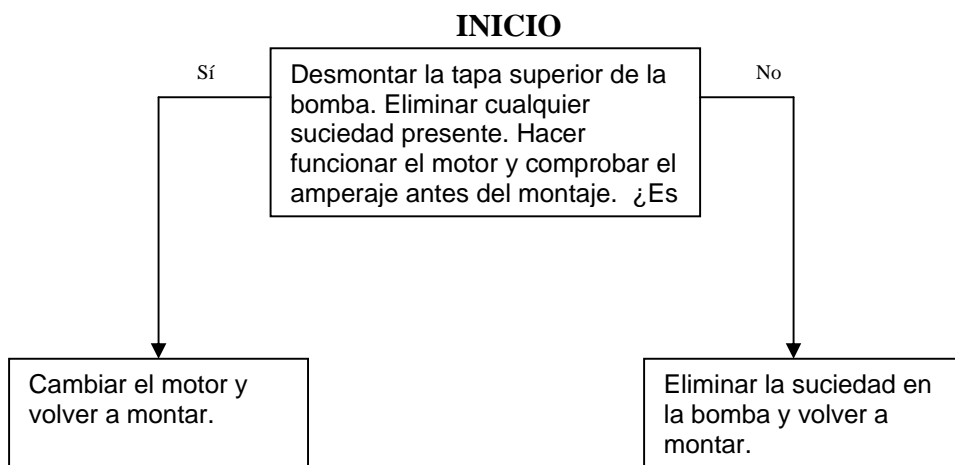 INICIO
Sí
Desmontar la tapa superior de la
bomba. Eliminar cualquier
suciedad presente. Hacer
funcionar el motor y comprobar el
amperaje antes del montaje. ¿Es
No
Cambiar el motor y
volver a montar.
Eliminar la suciedad en
la bomba y volver a
montar.